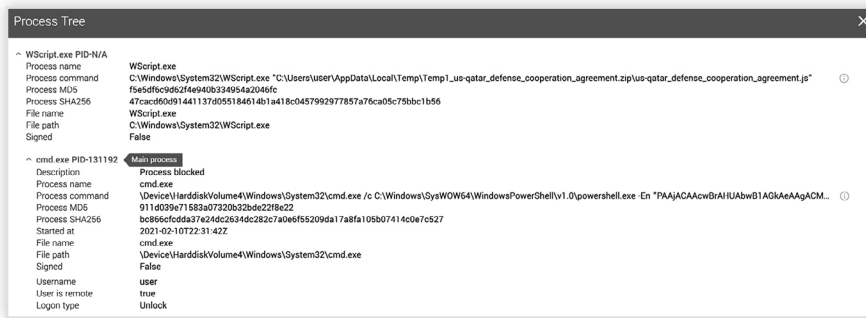 Process Tree
WScript.exe PID-N/A
Process name WScript.exe
Process command C:\Windows\System32\WScript.exe "C:\Users\user\AppData\Local\Temp\Temp1_us-qatar_defense_cooperation_agreement.zip\us-qatar_defense_cooperation_agreement.js"
Process MD5 f5e5df6c9d62f4e940b334954a2046fc
Process SHA256 47cacd60d91441137d055184614b1a418c0457992977857a76ca05c75bbc1b56
File name WScript.exe
File path C:\Windows\System32\WScript.exe
Signed False
cmd.exe PID-131192 Main process
Description Process blocked
Process name cmd.exe
Process command \Device\HarddiskVolume4\Windows\System32\cmd.exe /c C:\Windows\SysWOW64\WindowsPowerShell\v1.0\powershell.exe -En "PAAjACAAcwBrAHUAbwB1AGkAeAAgACM...
Process MD5 911d039e71583a07320b32bde22f8e22
Process SHA256 bc866cfcdda37e24dc2634dc282c7a0e6f55209da17a8fa105b07414c0e7c527
Started at 2021-02-10T22:31:42Z
File name cmd.exe
File path \Device\HarddiskVolume4\Windows\System32\cmd.exe
Signed False
Username user
User is remote true
Logon type Unlock